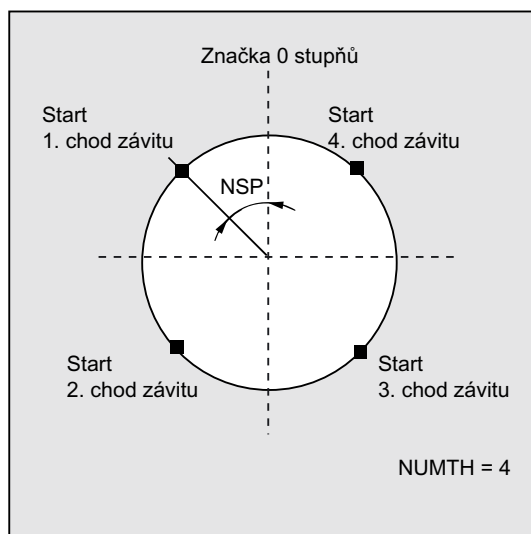 Značka 0 stupňů
Start
1. chod závitu
Start
4. chod závitu
NSP
Start
2. chod závitu
Start
3. chod závitu
NUMTH = 4